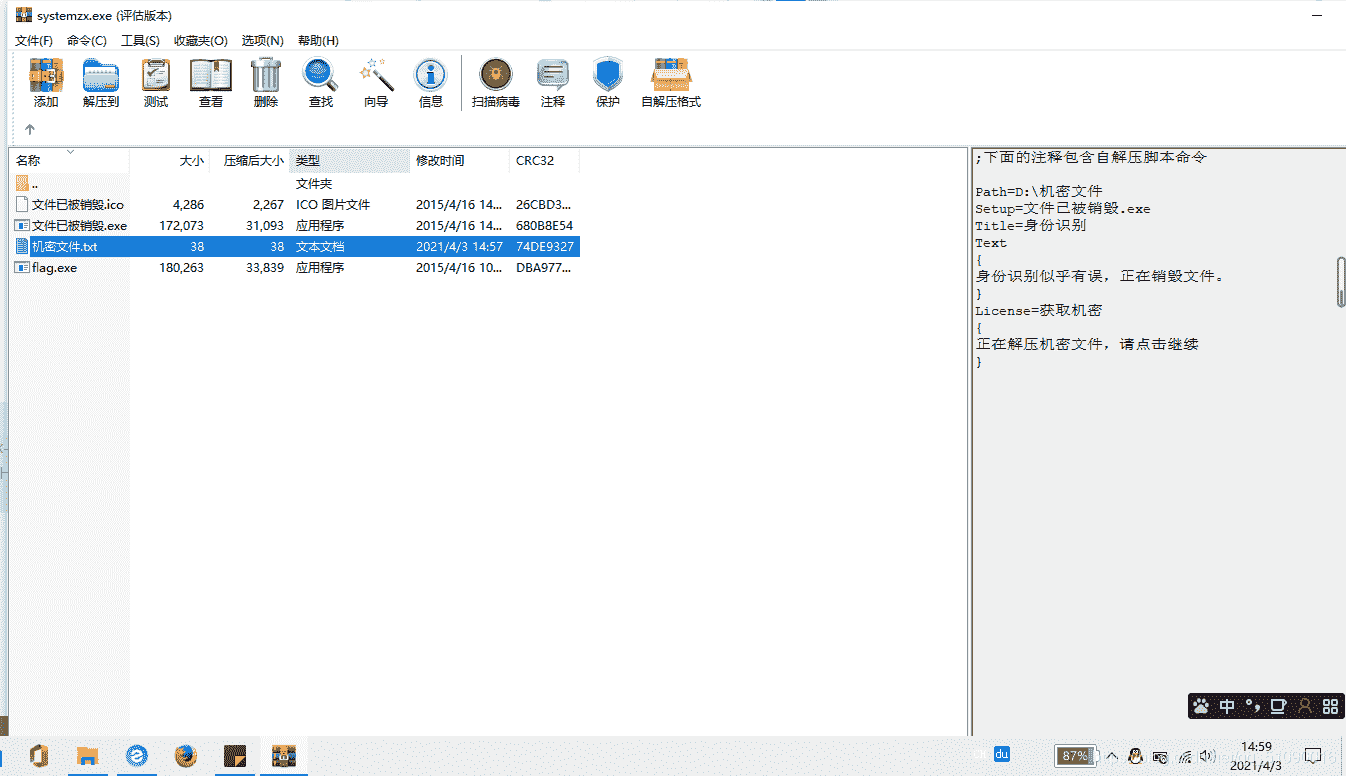 systemzx.exe (评估版本)
文件(F) 命令(C) 工具(S) 收藏夹(O) 选项(N) 帮助(H)
添加 解压到 测试 查看 删除 查找 向导 信息 扫描病毒 注释 保护 自解压格式
名称 大小 压缩后大小 类型 修改时间 CRC32
.. 文件夹
文件已被销毁.ico 4,286 2,267 ICO 图片文件 2015/4/16 14... 26CBD3...
文件已被销毁.exe 172,073 31,093 应用程序 2015/4/16 14... 680B8E54
机密文件.txt 38 38 文本文档 2021/4/3 14:57 74DE9327
flag.exe 180,263 33,839 应用程序 2015/4/16 10... DBA977...
;下面的注释包含自解压脚本命令
Path=D:\机密文件
Setup=文件已被销毁.exe
Title=身份识别
Text
{
身份识别似乎有误，正在销毁文件。
}
License=获取机密
{
正在解压机密文件，请点击继续
}
中 °,
du
87%
14:59
2021/4/3